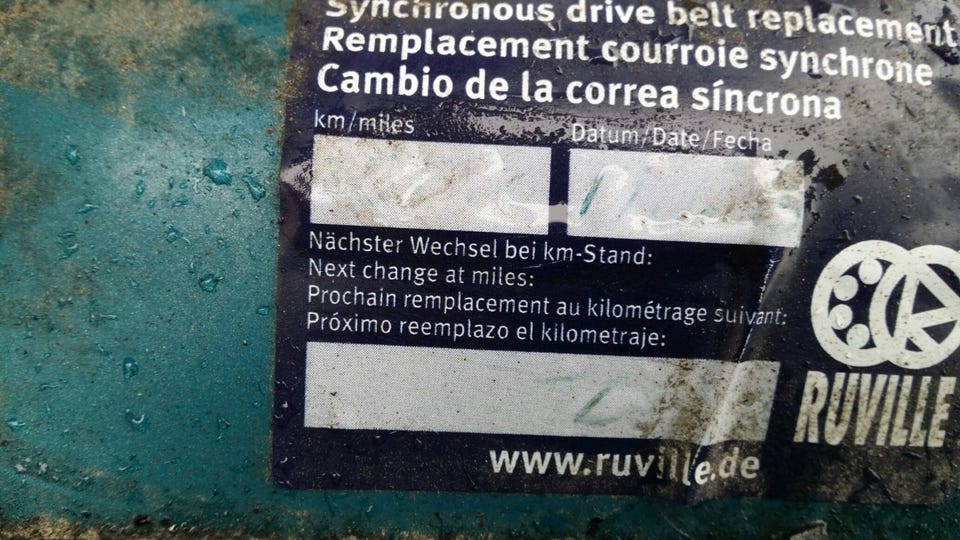 Synchronous drive belt replacement
Remplacement courroie synchrone
Cambio de la correa síncrona
km/miles
Datum/Date/Fecha
Nächster Wechsel bei km-Stand:
Next change at miles:
Prochain remplacement au kilométrage suivant:
Próximo reemplazo el kilometraje:
RUVILLE
www.ruville.de